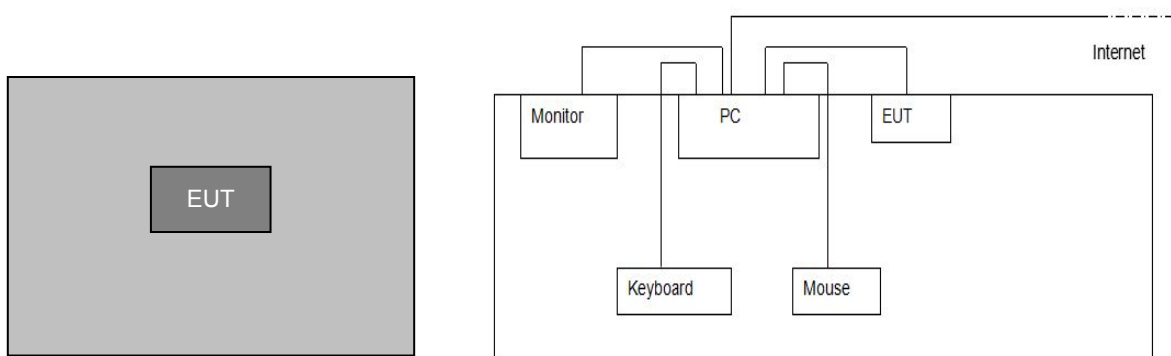 EUT
Internet
Monitor
PC
EUT
Keyboard
Mouse